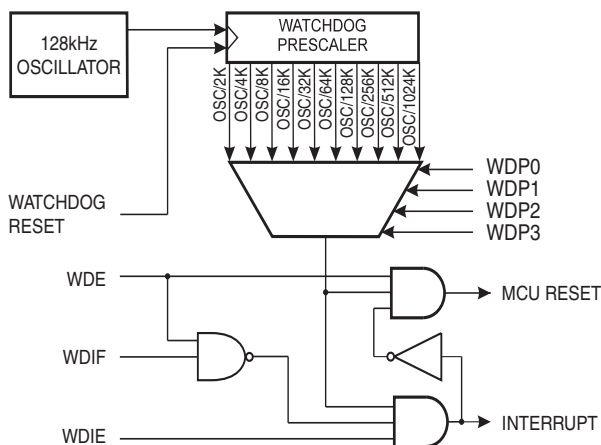 128kHz
OSCILLATOR
WATCHDOG
PRESCALER
OSC/2K
OSC/4K
OSC/8K
OSC/16K
OSC/32K
OSC/64K
OSC/128K
OSC/256K
OSC/512K
OSC/1024K
WATCHDOG
RESET
WDP0
WDP1
WDP2
WDP3
WDE
MCU RESET
WDIF
INTERRUPT
WDIE